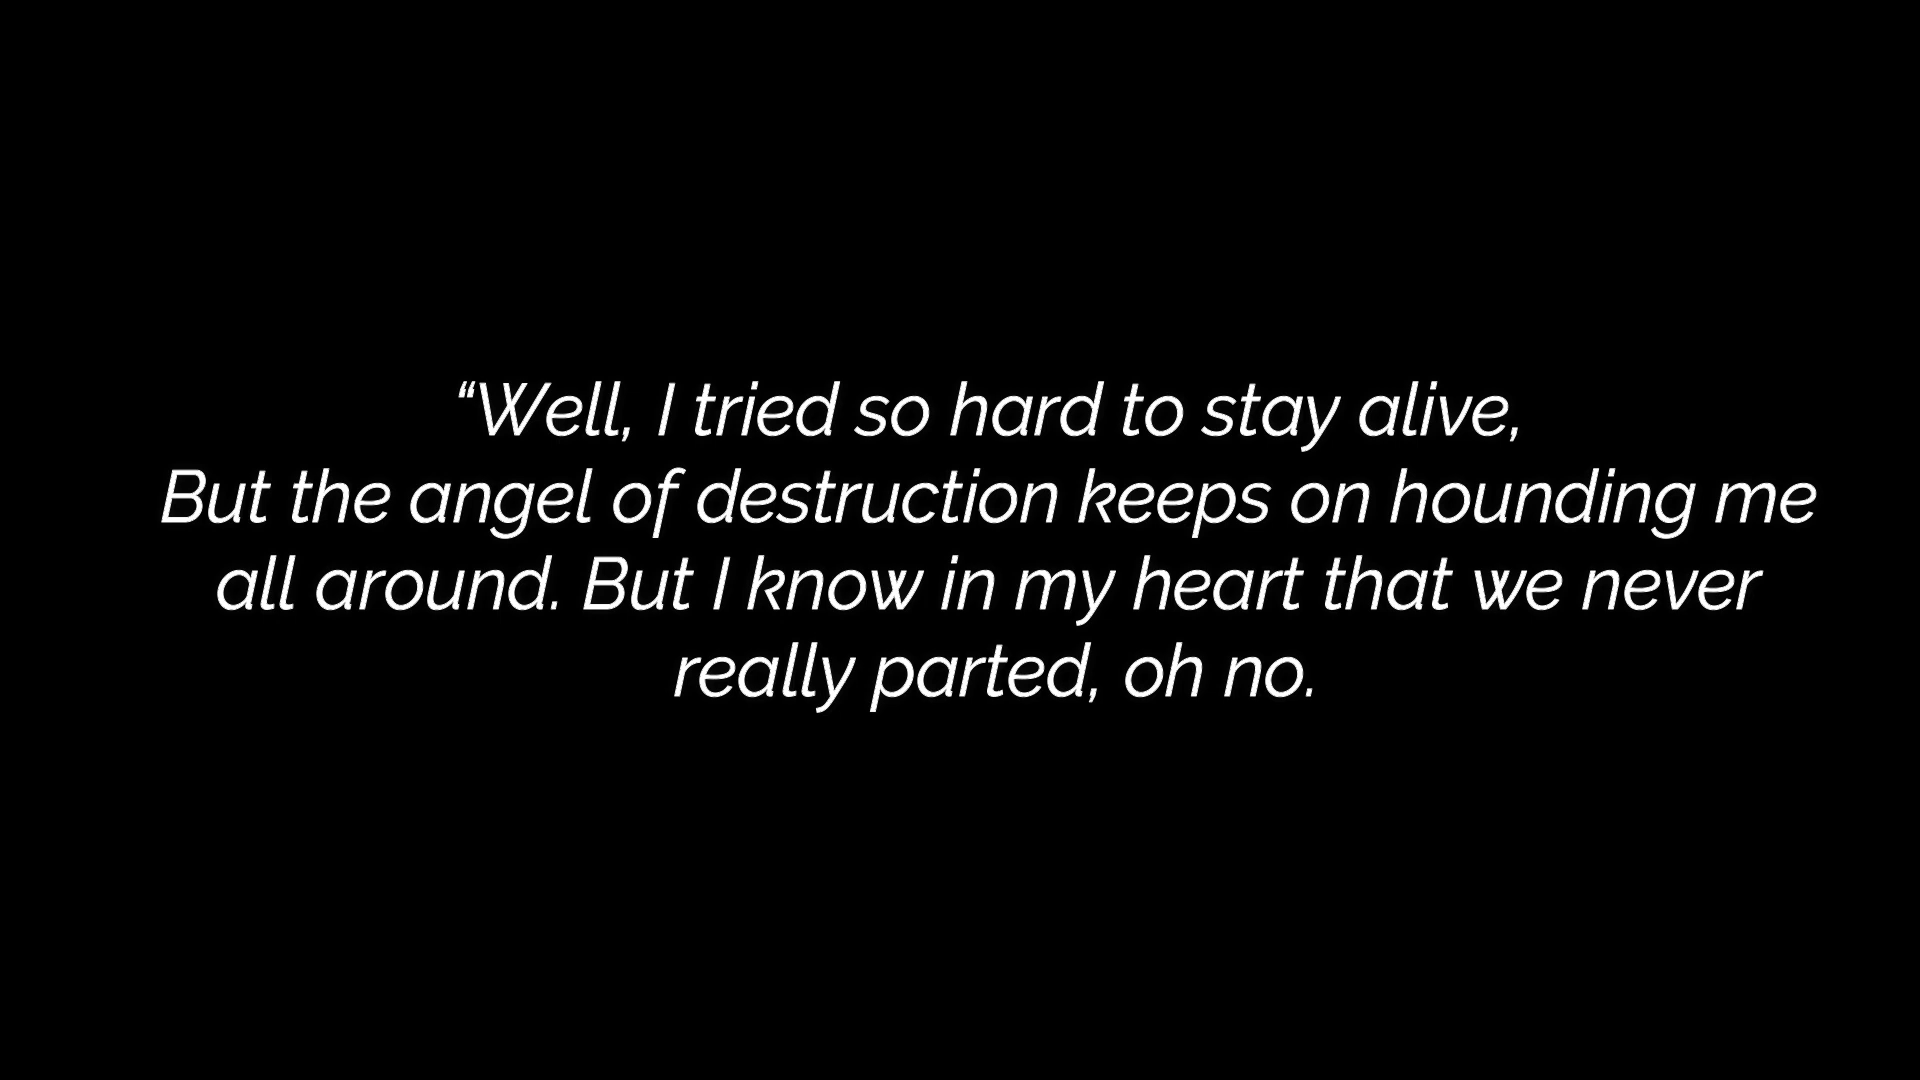 “Well, I tried so hard to stay alive,
But the angel of destruction keeps on hounding me
all around. But I know in my heart that we never
really parted, oh no.